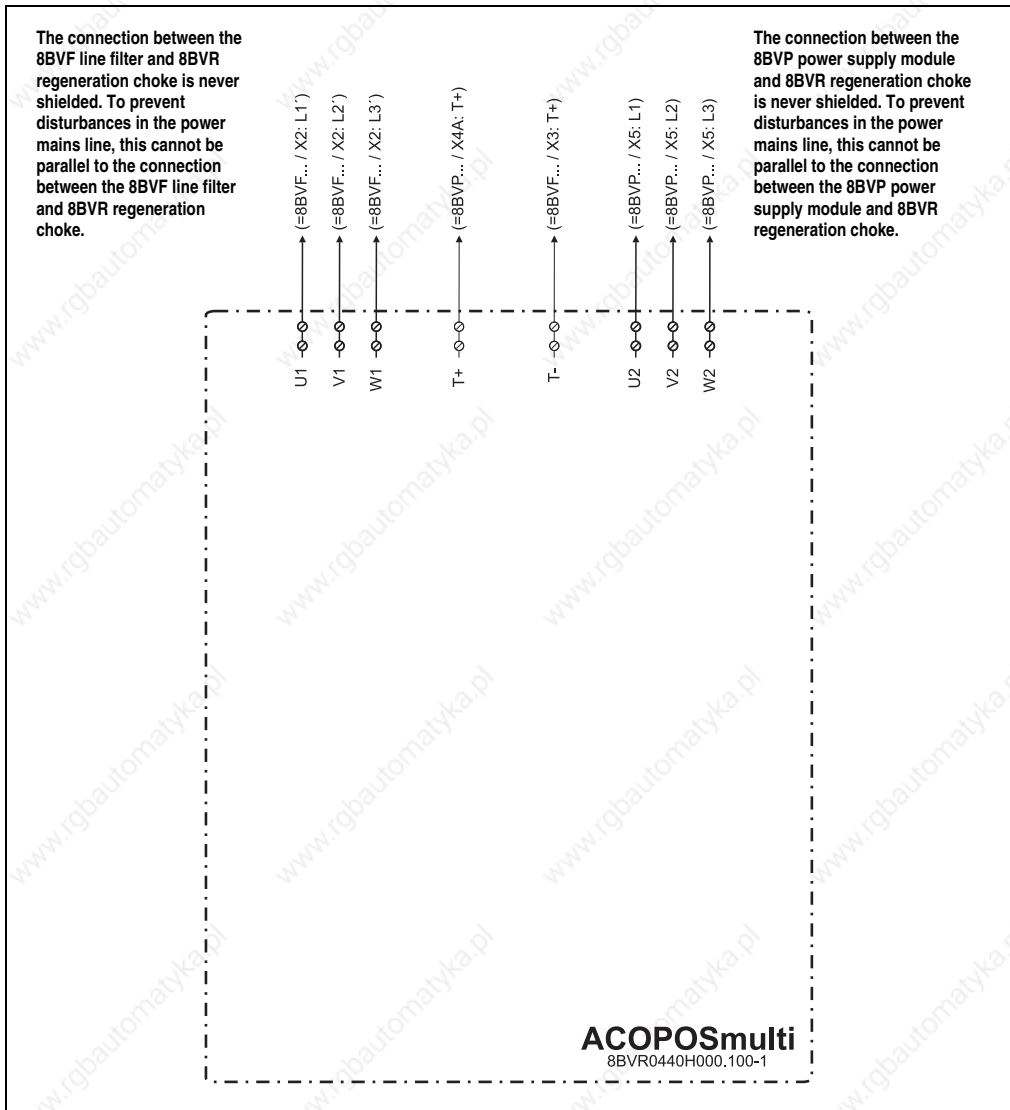 The connection between the
8BVF line filter and 8BVR
regeneration choke is never
shielded. To prevent
disturbances in the power
mains line, this cannot be
parallel to the connection
between the 8BVF line filter
and 8BVR regeneration
choke.
The connection between the
8BVP power supply module
and 8BVR regeneration choke
is never shielded. To prevent
disturbances in the power
mains line, this cannot be
parallel to the connection
between the 8BVP power
supply module and 8BVR
regeneration choke.
(=8BVF... / X2: L1´)
(=8BVF... / X2: L2´)
(=8BVF... / X2: L3´)
(=8BVP... / X4A: T+)
(=8BVF... / X3: T+)
(=8BVP... / X5: L1)
(=8BVP... / X5: L2)
(=8BVP... / X5: L3)
U1
V1
W1
T+
T-
U2
V2
W2
ACOPOSmulti
8BVR0440H000.100-1
www.rgbautomatyka.pl